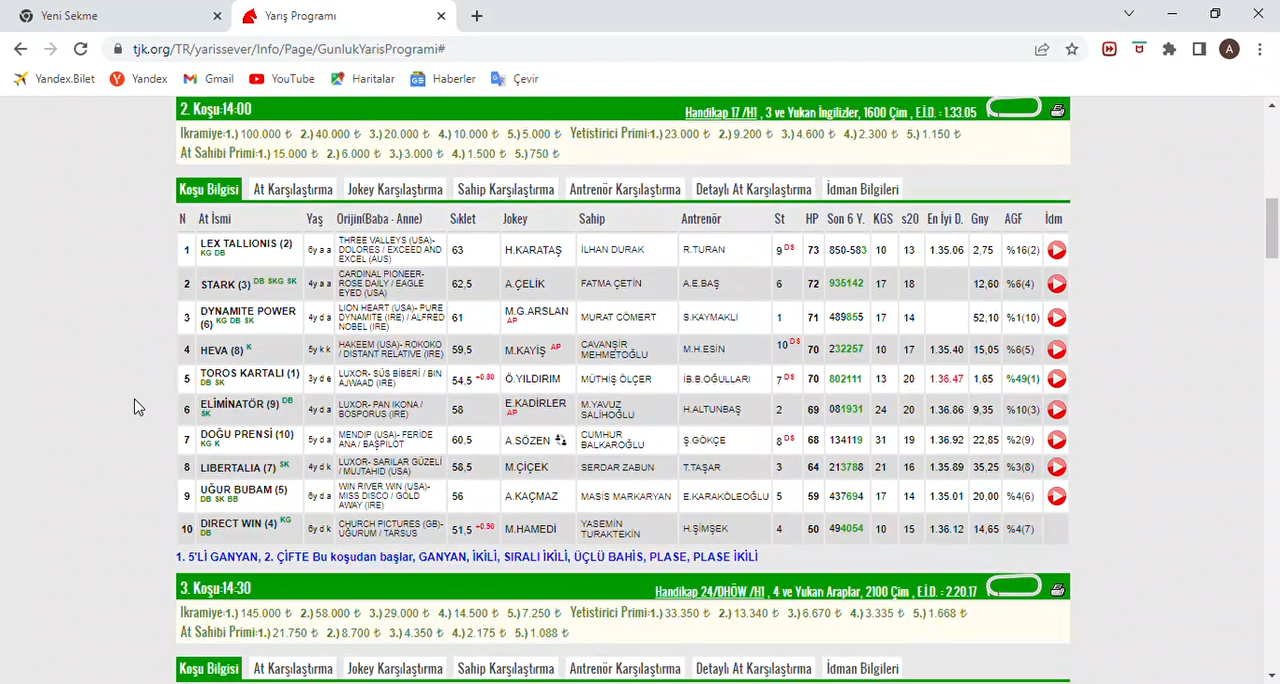 Yeni Sekme
Yarış Programı
tjk.org/TR/yarissever/Info/Page/GunlukYarisProgrami#
A
Yandex.Bilet Yandex Gmail YouTube Haritalar Haberler Çevir
2. Koşu:14:00 Handikap 17 /H1 , 3 ve Yukarı İngilizler, 1600 Çim , E.İ.D. : 1.33.05
İkramiye:1.) 100.000 ₺ 2.) 40.000 ₺ 3.) 20.000 ₺ 4.) 10.000 ₺ 5.) 5.000 ₺ Yetistirici Primi:1.) 23.000 ₺ 2.) 9.200 ₺ 3.) 4.600 ₺ 4.) 2.300 ₺ 5.) 1.150 ₺
At Sahibi Primi:1.) 15.000 ₺ 2.) 6.000 ₺ 3.) 3.000 ₺ 4.) 1.500 ₺ 5.) 750 ₺
Koşu Bilgisi At Karşılaştırma Jokey Karşılaştırma Sahip Karşılaştırma Antrenör Karşılaştırma Detaylı At Karşılaştırma İdman Bilgileri
N At İsmi Yaş Orijin(Baba - Anne) Sıklet Jokey Sahip Antrenör St HP Son 6 Y. KGS s20 En İyi D. Gny AGF İdm
1 LEX TALLIONIS (2) KG DB 6y a a THREE VALLEYS (USA)- DOLORES / EXCEED AND EXCEL (AUS) 63 H.KARATAŞ İLHAN DURAK R.TURAN 9 DS 73 850-583 10 13 1.35.06 2,75 %16(2)
2 STARK (3) DB SKG SK 4y a a CARDINAL PIONEER- ROSE DAILY / EAGLE EYED (USA) 62,5 A.ÇELİK FATMA ÇETİN A.E.BAŞ 6 72 935142 17 18 12,60 %6(4)
3 DYNAMITE POWER (6) KG DB SK 4y d a LION HEART (USA)- PURE DYNAMITE (IRE) / ALFRED NOBEL (IRE) 61 M.G.ARSLAN AP MURAT CÖMERT S.KAYMAKLI 1 71 489855 17 14 52,10 %1(10)
4 HEVA (8) K 5y k k HAKEEM (USA)- ROKOKO / DISTANT RELATIVE (IRE) 59,5 M.KAYIŞ AP CAVANŞİR MEHMETOĞLU M.H.ESİN 10 DS 70 232257 10 17 1.35.40 15,05 %6(5)
5 TOROS KARTALI (1) DB SK 3y d e LUXOR- SÜS BİBERİ / BIN AJWAAD (IRE) 54,5 +0.80 Ö.YILDIRIM MÜTHİŞ ÖLÇER İB.B.OĞULLARI 7 DS 70 802111 13 20 1.36.47 1,65 %49(1)
6 ELİMİNATÖR (9) DB SK 4y d a LUXOR- PAN IKONA / BOSPORUS (IRE) 58 E.KADİRLER AP M.YAVUZ SALİHOĞLU H.ALTUNBAŞ 2 69 081931 24 20 1.36.86 9,35 %10(3)
7 DOĞU PRENSİ (10) KG K 5y d a MENDIP (USA)- FERİDE ANA / BAŞPİLOT 60,5 A.SÖZEN CUMHUR BALKAROĞLU Ş.GÖKÇE 8 DS 68 134119 31 19 1.36.92 22,85 %2(9)
8 LIBERTALIA (7) SK 4y d k LUXOR- SARILAR GÜZELİ / MUJTAHID (USA) 58,5 M.ÇİÇEK SERDAR ZABUN T.TAŞAR 3 64 213788 21 16 1.35.89 35,25 %3(8)
9 UĞUR BUBAM (5) DB SK BB 6y d a WIN RIVER WIN (USA)- MISS DISCO / GOLD AWAY (IRE) 56 A.KAÇMAZ MASİS MARKARYAN E.KARAKÖLEOĞLU 5 59 437694 17 14 1.35.01 20,00 %4(6)
10 DIRECT WIN (4) KG DB 6y d k CHURCH PICTURES (GB)- UĞURUM / TARSUS 51,5 +0.90 M.HAMEDİ YASEMİN TURAKTEKİN H.ŞİMŞEK 4 50 494054 10 15 1.36.12 14,65 %4(7)
1. 5'Lİ GANYAN, 2. ÇİFTE Bu koşudan başlar, GANYAN, İKİLİ, SIRALI İKİLİ, ÜÇLÜ BAHİS, PLASE, PLASE İKİLİ
3. Koşu:14:30 Handikap 24/DHÖW /H1 , 4 ve Yukarı Araplar, 2100 Çim , E.İ.D. : 2.20.17
İkramiye:1.) 145.000 ₺ 2.) 58.000 ₺ 3.) 29.000 ₺ 4.) 14.500 ₺ 5.) 7.250 ₺ Yetistirici Primi:1.) 33.350 ₺ 2.) 13.340 ₺ 3.) 6.670 ₺ 4.) 3.335 ₺ 5.) 1.668 ₺
At Sahibi Primi:1.) 21.750 ₺ 2.) 8.700 ₺ 3.) 4.350 ₺ 4.) 2.175 ₺ 5.) 1.088 ₺
Koşu Bilgisi At Karşılaştırma Jokey Karşılaştırma Sahip Karşılaştırma Antrenör Karşılaştırma Detaylı At Karşılaştırma İdman Bilgileri